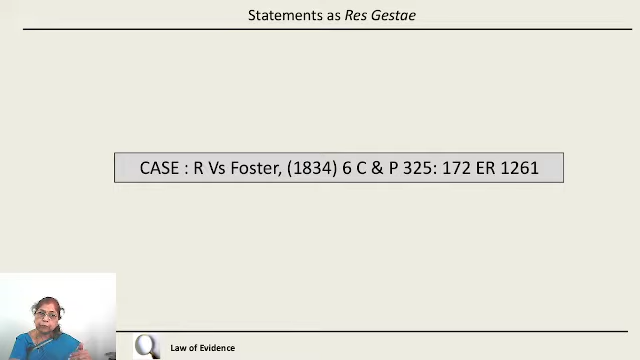 Statements as Res Gestae
CASE : R Vs Foster, (1834) 6 C & P 325: 172 ER 1261
Law of Evidence